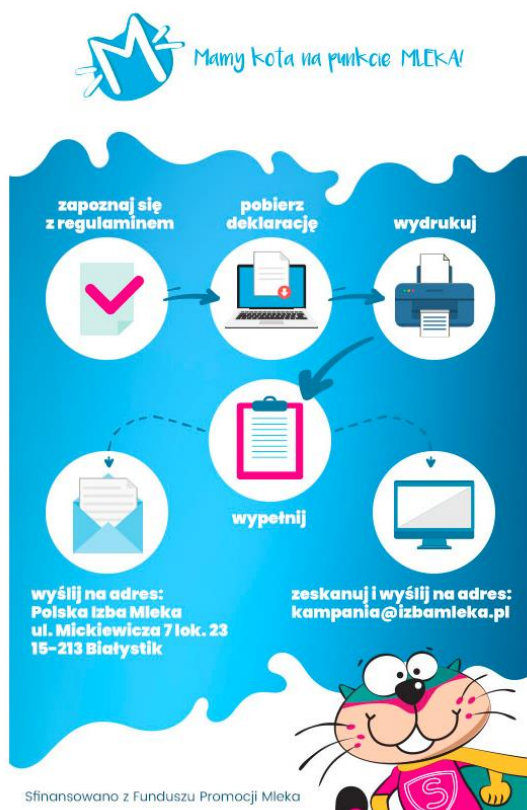 M
Mamy kota na punkcie MLEKA!
zapoznaj się
z regulaminem
pobierz
deklarację
wydrukuj
wypełnij
wyślij na adres:
Polska Izba Mleka
ul. Mickiewicza 7 lok. 23
15-213 Białystik
zeskanuj i wyślij na adres:
kampania@izbamleka.pl
S
Sfinansowano z Funduszu Promocji Mleka